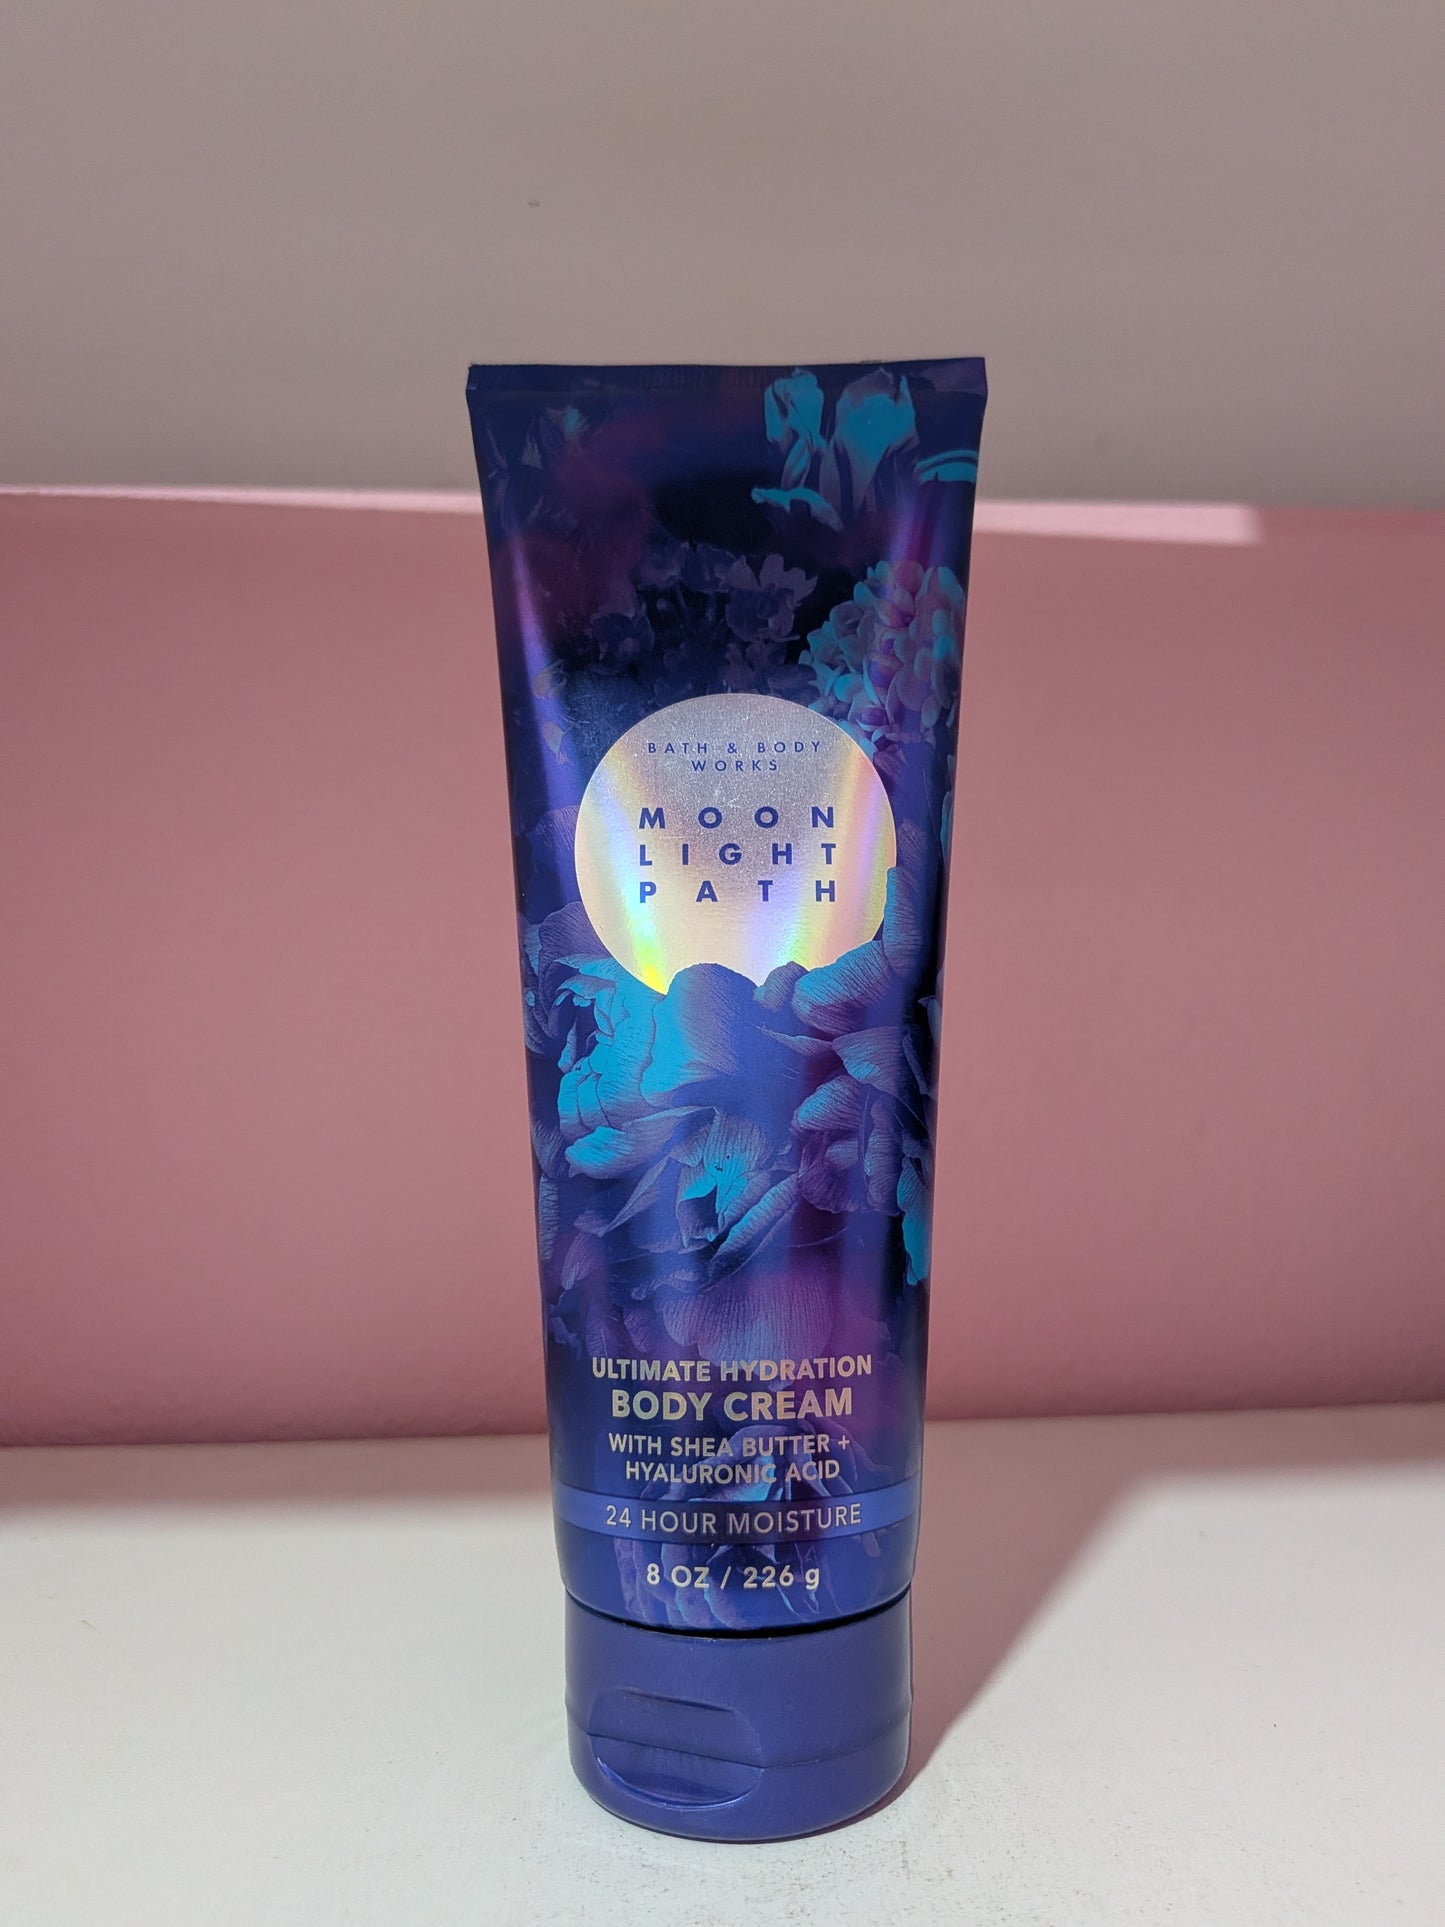 BATH & BODY
WORKS
MOON
LIGHT
PATH
ULTIMATE HYDRATION
BODY CREAM
WITH SHEA BUTTER +
HYALURONIC ACID
24 HOUR MOISTURE
8 OZ / 226 g